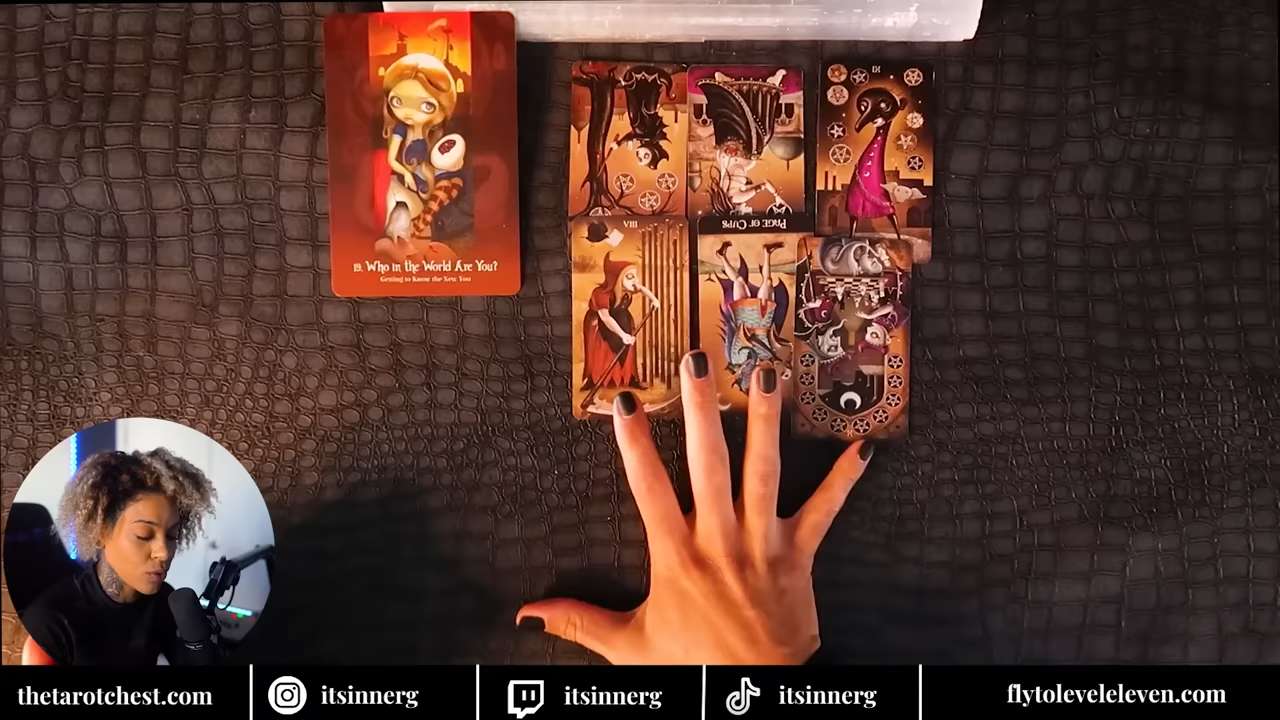 19. Who in the World Are You?
Getting to Know the New You
VIII
PAGE OF CUPS
IX
X
thetarotchest.com
itsinnerg
itsinnerg
itsinnerg
flytoleveleleven.com